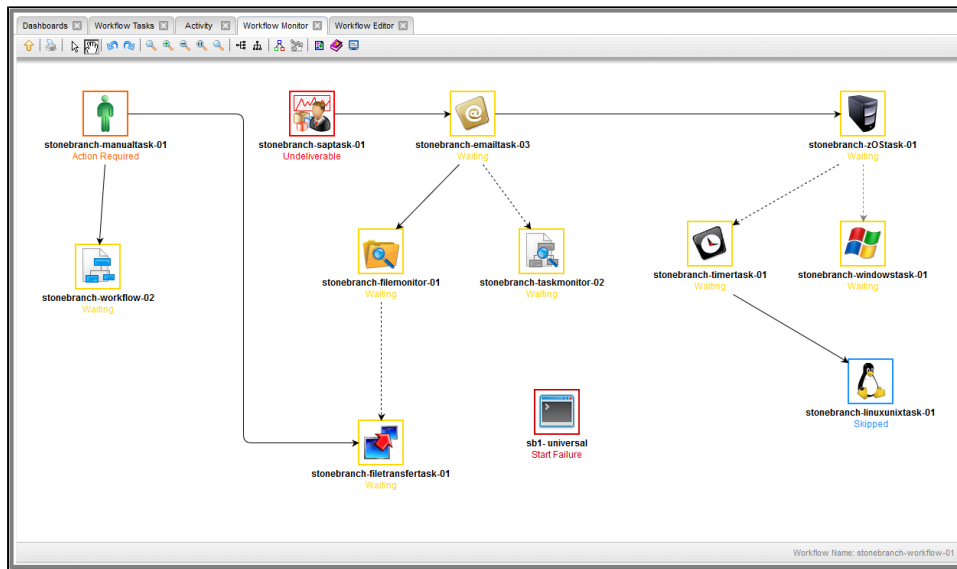 Dashboards
Workflow Tasks
Activity
Workflow Monitor
Workflow Editor
stonebranch-manualtask-01
Action Required
stonebranch-saptask-01
Undeliverable
stonebranch-emailtask-03
Waiting
stonebranch-zOStask-01
Waiting
stonebranch-workflow-02
Waiting
stonebranch-filemonitor-01
Waiting
stonebranch-taskmonitor-02
Waiting
stonebranch-timertask-01
Waiting
stonebranch-windowstask-01
Waiting
stonebranch-linuxunixtask-01
Skipped
sb1- universal
Start Failure
stonebranch-filetransfertask-01
Waiting
Workflow Name: stonebranch-workflow-01